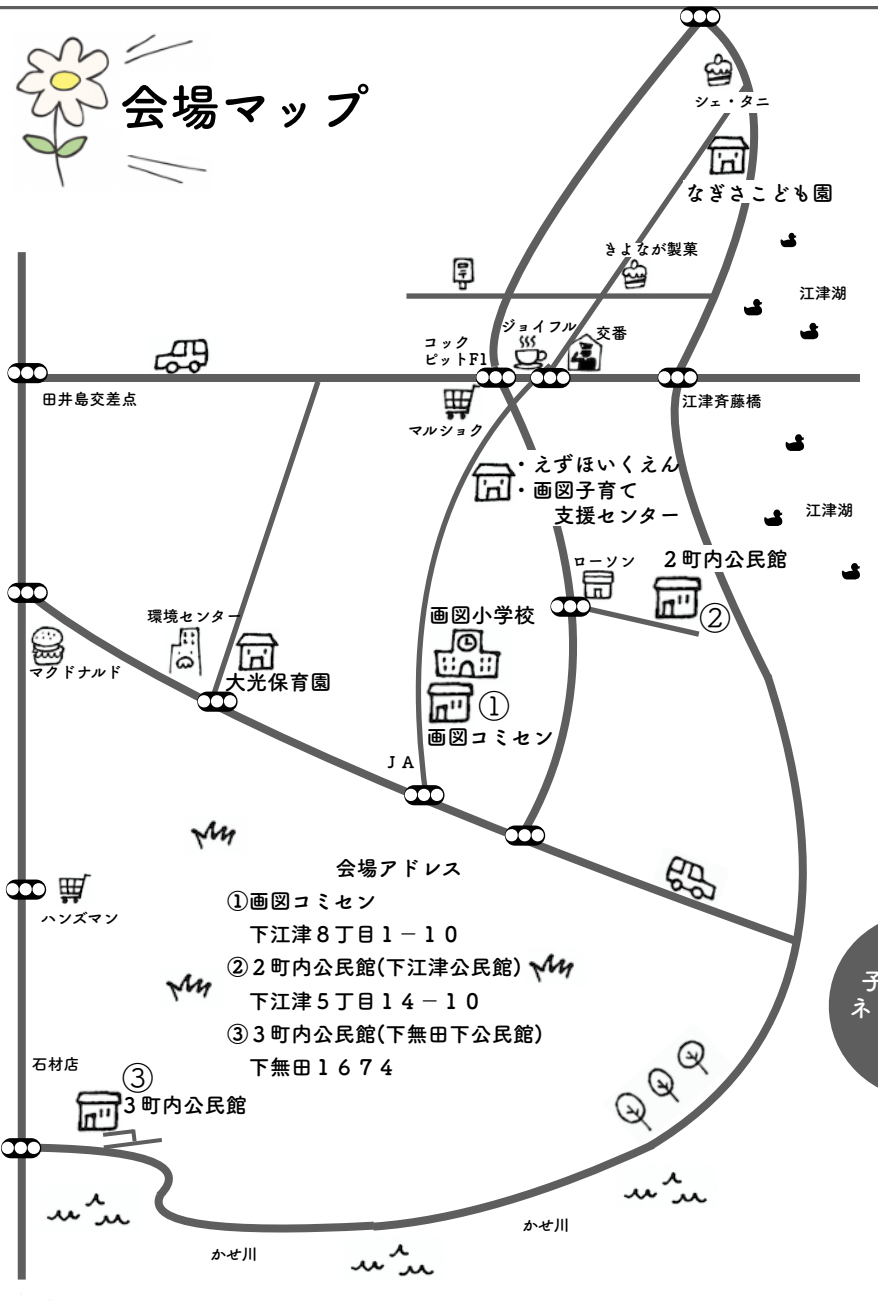 会場マップ
シェ・タニ
なぎさこども園
きよなが製菓
江津湖
ジョイフル
交番
コック
ピットF1
田井島交差点
マルショク
江津斉藤橋
・えずほいくえん
・画図子育て
支援センター
江津湖
ローソン
2町内公民館
②
環境センター
画図小学校
マクドナルド
大光保育園
①
画図コミセン
JA
会場アドレス
①画図コミセン
下江津8丁目1-10
②2町内公民館(下江津公民館)
下江津5丁目14-10
③3町内公民館(下無田下公民館)
下無田1674
ハンズマン
子
ネ
石材店
③
3町内公民館
かせ川
かせ川